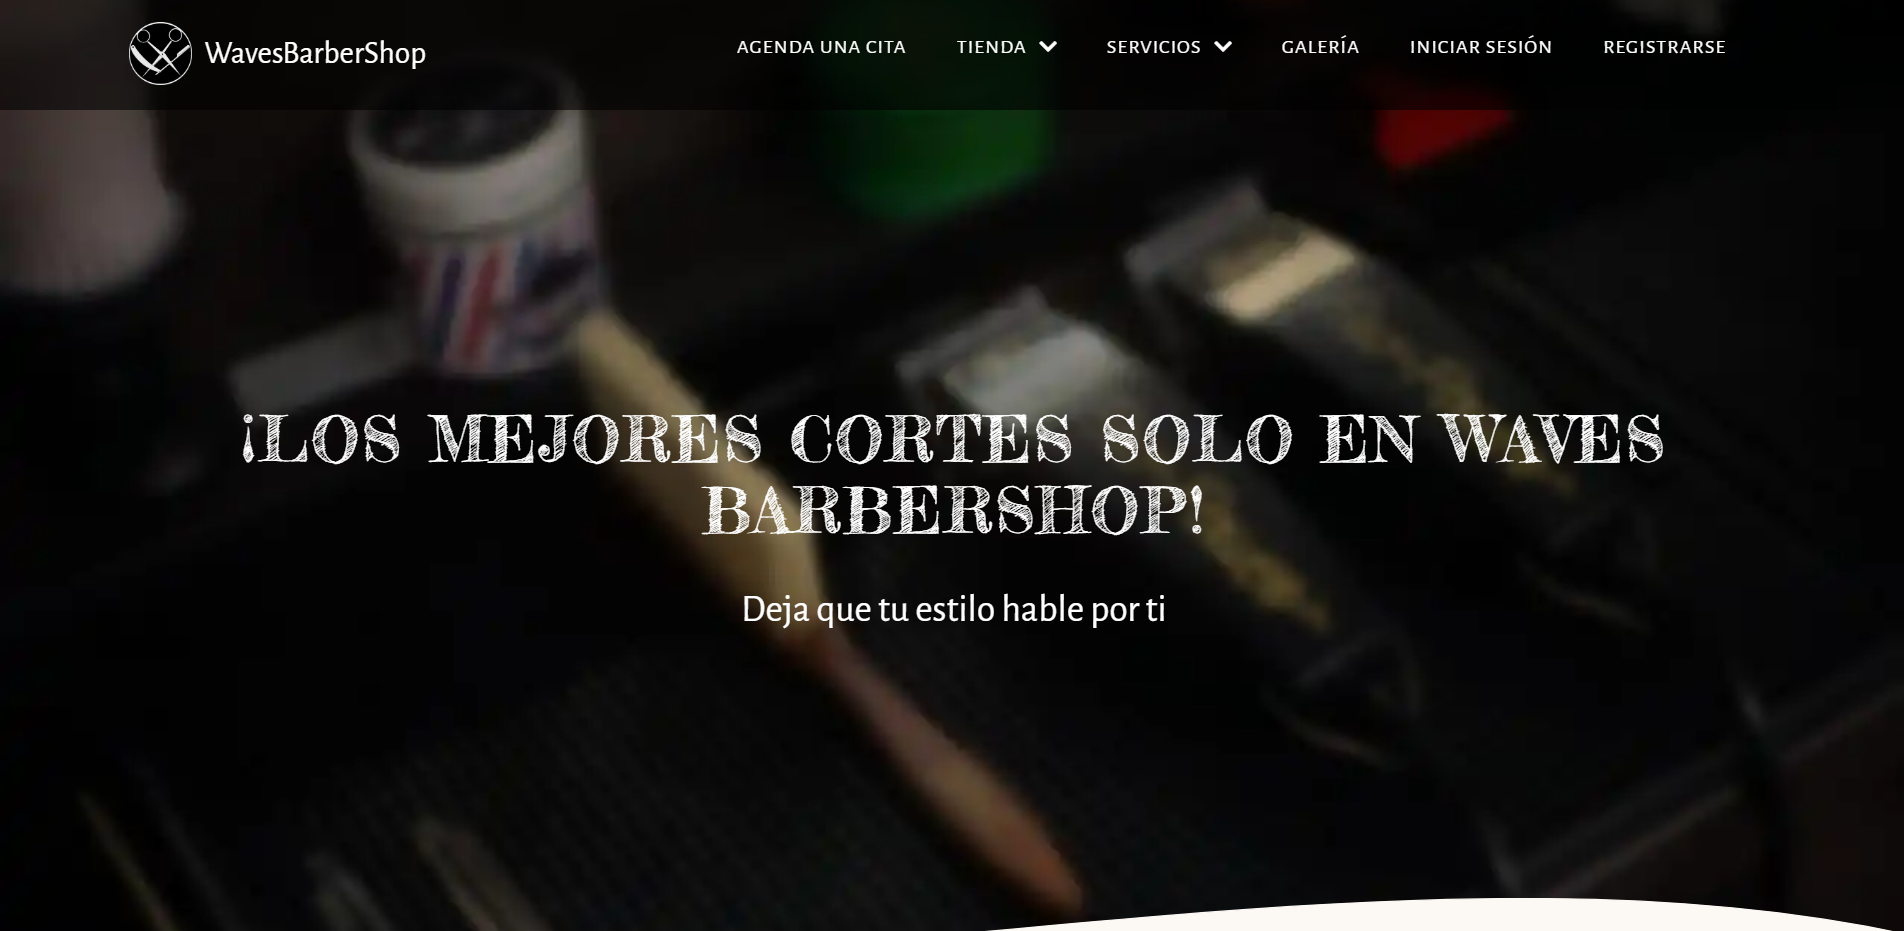 WavesBarberShop
AGENDA UNA CITA TIENDA SERVICIOS GALERÍA INICIAR SESIÓN REGISTRARSE
¡LOS MEJORES CORTES SOLO EN WAVES
BARBERSHOP!
Deja que tu estilo hable por ti